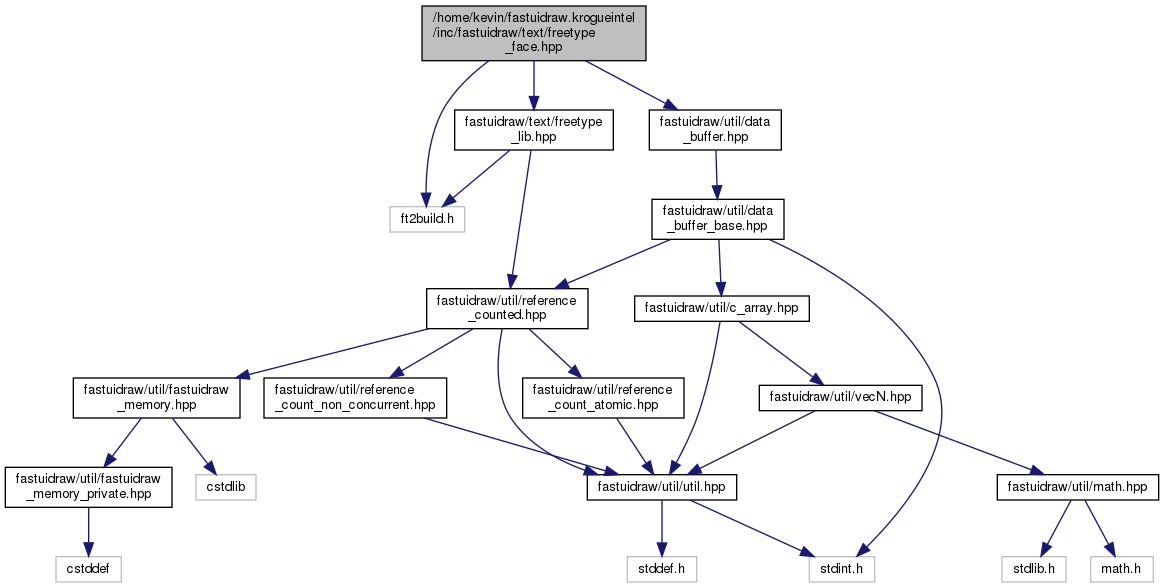 /home/kevin/fastuidraw.krogueintel
/inc/fastuidraw/text/freetype
_face.hpp
fastuidraw/text/freetype
_lib.hpp
fastuidraw/util/data
_buffer.hpp
ft2build.h
fastuidraw/util/data
_buffer_base.hpp
fastuidraw/util/reference
_counted.hpp
fastuidraw/util/c_array.hpp
fastuidraw/util/fastuidraw
_memory.hpp
fastuidraw/util/reference
_count_non_concurrent.hpp
fastuidraw/util/reference
_count_atomic.hpp
fastuidraw/util/vecN.hpp
fastuidraw/util/fastuidraw
_memory_private.hpp
cstdlib
fastuidraw/util/util.hpp
fastuidraw/util/math.hpp
cstddef
stddef.h
stdint.h
stdlib.h
math.h